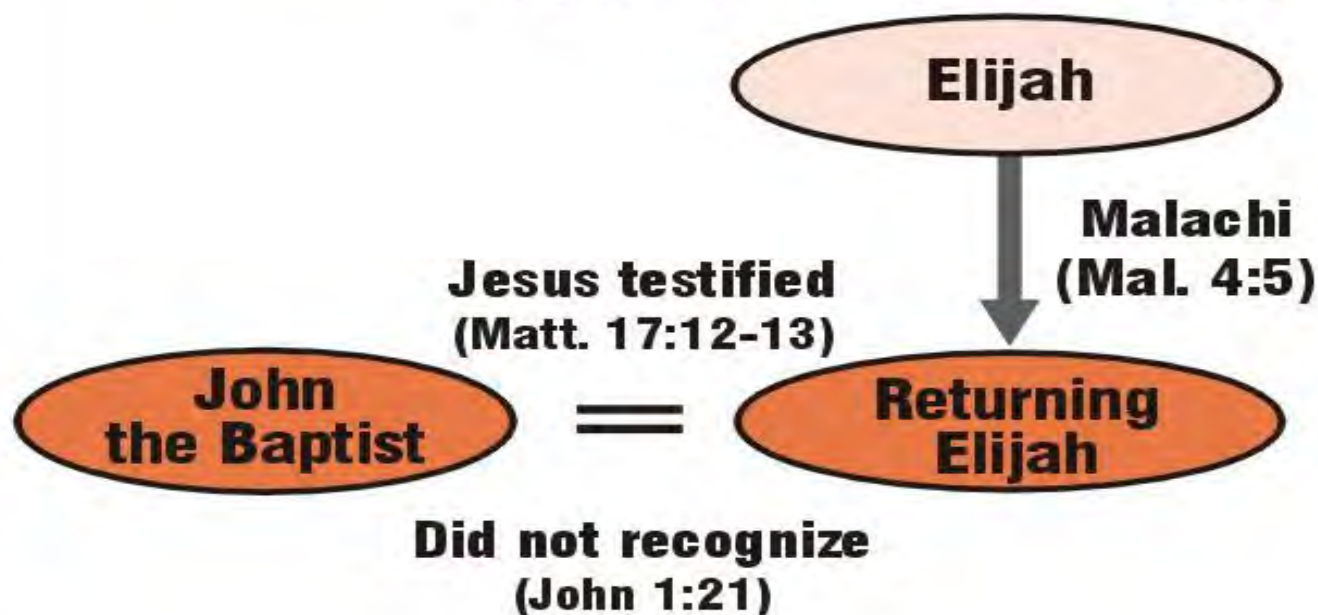 Elijah
Malachi
(Mal. 4:5)
Jesus testified
(Matt. 17:12-13)
John
the Baptist
Returning
Elijah
Did not recognize
(John 1:21)